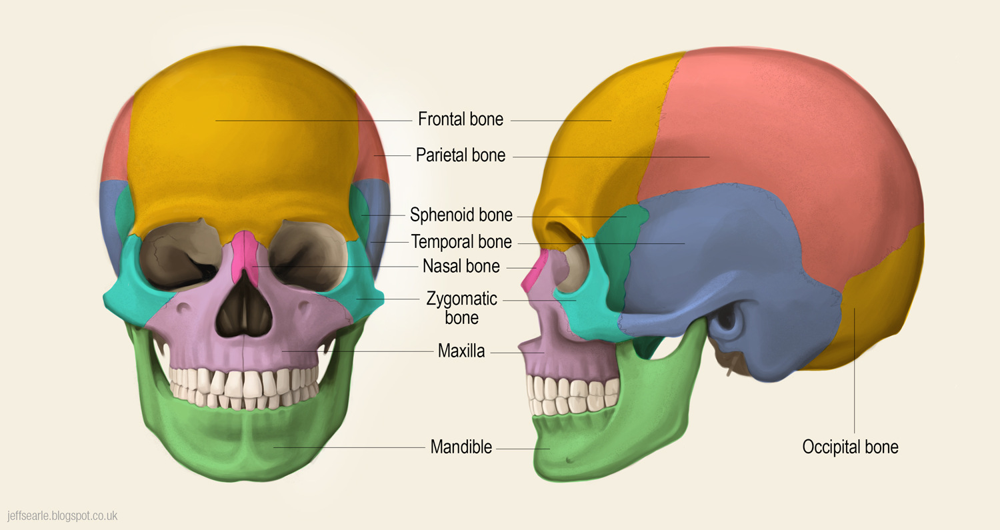 Frontal bone
Parietal bone
Sphenoid bone
Temporal bone
Nasal bone
Zygomatic
bone
Maxilla
Mandible
Occipital bone
jeffsearle.blogspot.co.uk